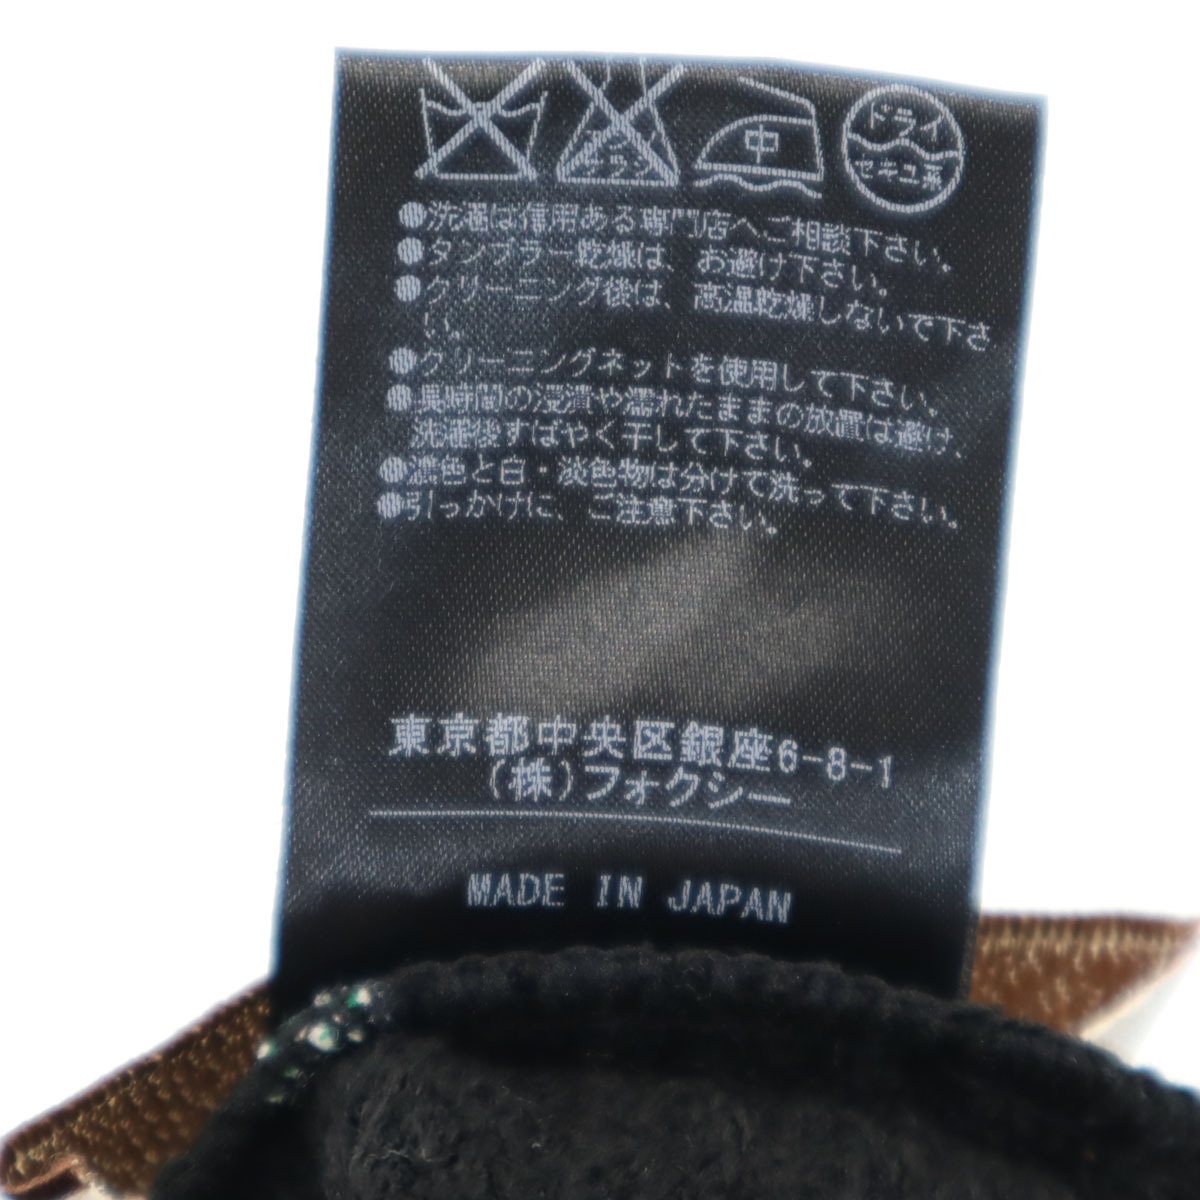 エンソ サラシ 中 ドライ セキユ系
●洗濯は信用ある専門店へご相談下さい。
●タンブラー乾燥は、お避け下さい。
●クリーニング後は、高温乾燥しないで下さ
い。
●クリーニングネットを使用して下さい。
●長時間の浸漬や濡れたままの放置は避け、
洗濯後すばやく干して下さい。
●濃色と白・淡色物は分けて洗って下さい。
●引っかけに、ご注意下さい。
東京都中央区銀座6-8-1
(株)フォクシー
MADE IN JAPAN